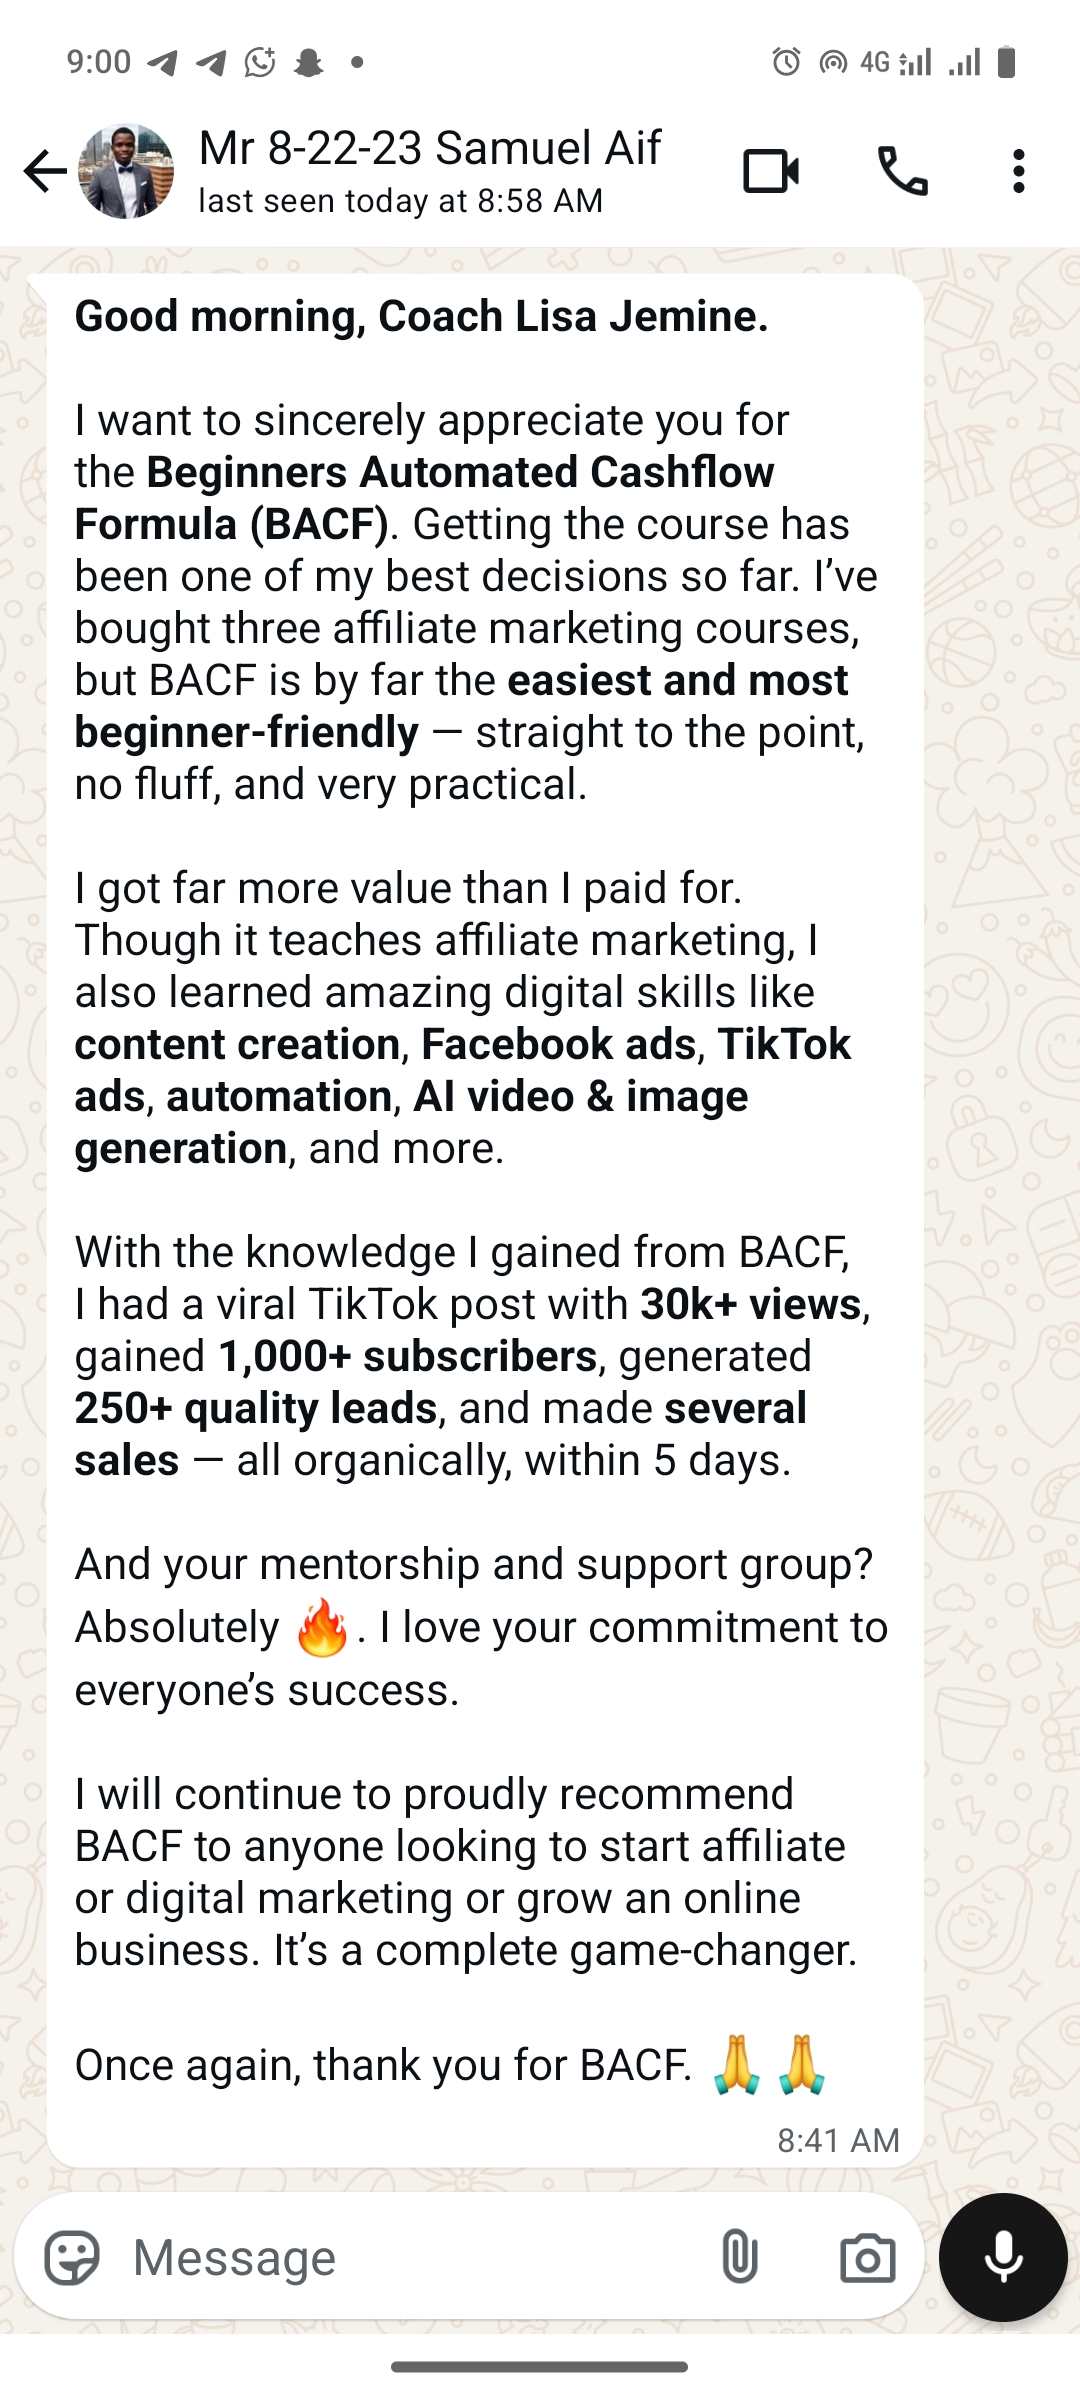 9:00
4G
Mr 8-22-23 Samuel Aif
last seen today at 8:58 AM
Good morning, Coach Lisa Jemine.
I want to sincerely appreciate you for
the Beginners Automated Cashflow
Formula (BACF). Getting the course has
been one of my best decisions so far. I’ve
bought three affiliate marketing courses,
but BACF is by far the easiest and most
beginner-friendly — straight to the point,
no fluff, and very practical.
I got far more value than I paid for.
Though it teaches affiliate marketing, I
also learned amazing digital skills like
content creation, Facebook ads, TikTok
ads, automation, AI video & image
generation, and more.
With the knowledge I gained from BACF,
I had a viral TikTok post with 30k+ views,
gained 1,000+ subscribers, generated
250+ quality leads, and made several
sales — all organically, within 5 days.
And your mentorship and support group?
Absolutely 🔥. I love your commitment to
everyone’s success.
I will continue to proudly recommend
BACF to anyone looking to start affiliate
or digital marketing or grow an online
business. It’s a complete game-changer.
Once again, thank you for BACF. 🙏🙏
8:41 AM
Message